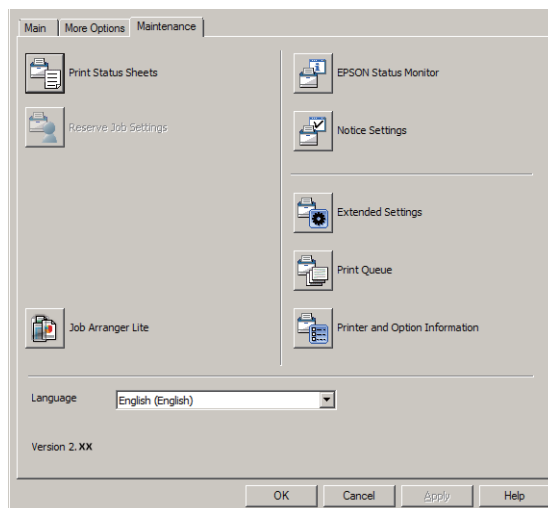 Main More Options Maintenance
Print Status Sheets
EPSON Status Monitor
Reserve Job Settings
Notice Settings
Extended Settings
Print Queue
Job Arranger Lite
Printer and Option Information
Language English (English)
Version 2.XX
OK Cancel Apply Help